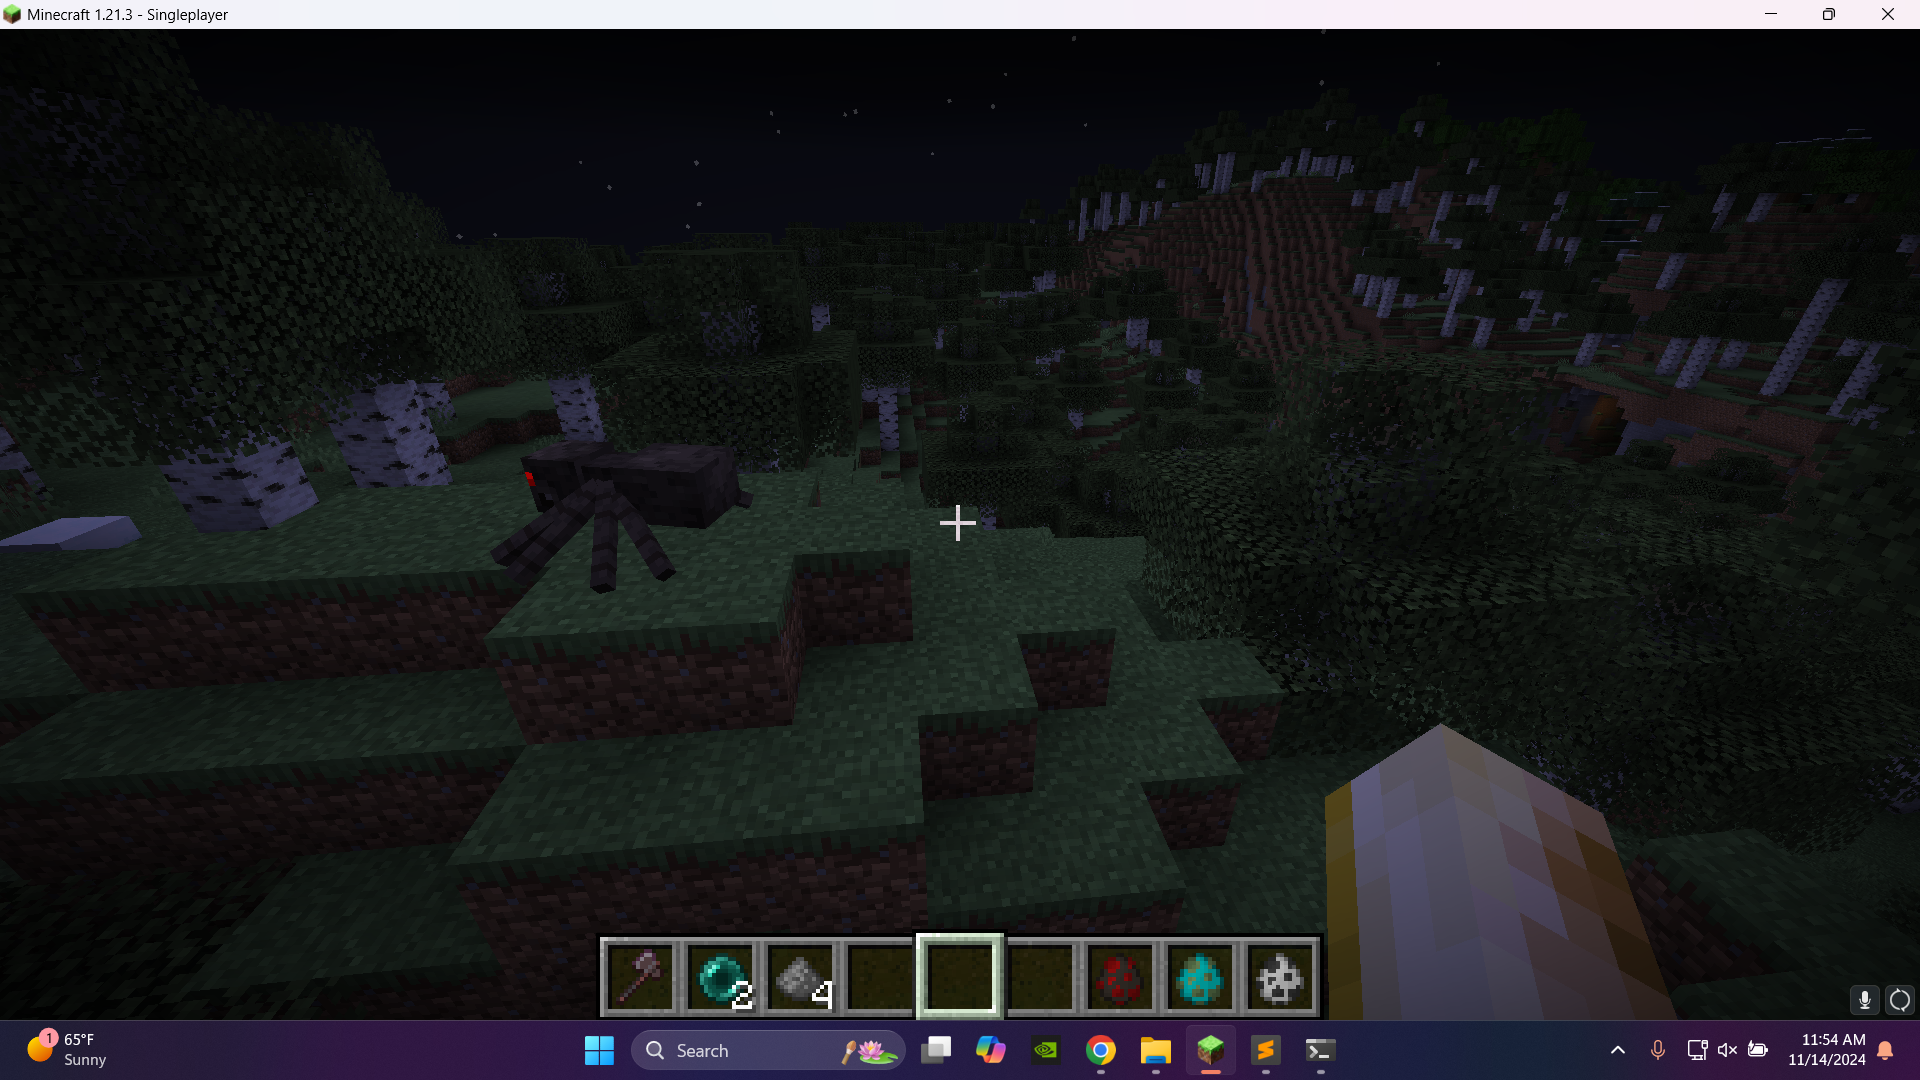 Minecraft 1.21.3 - Singleplayer
2
4
1
65°F
Sunny
Search
11:54 AM
11/14/2024